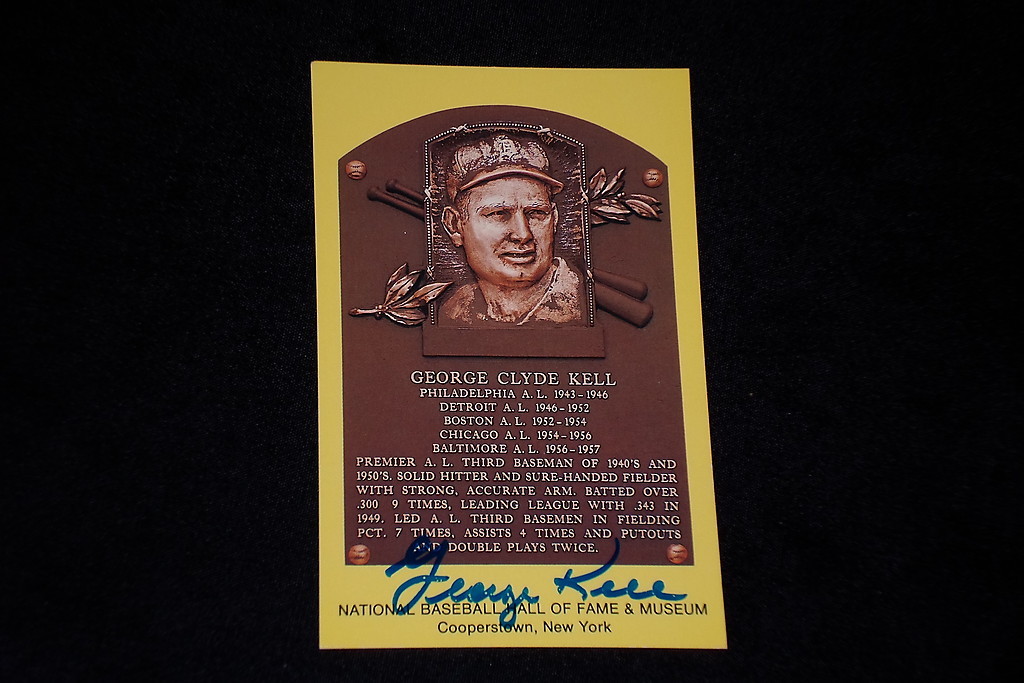 GEORGE CLYDE KELL
PHILADELPHIA A. L. 1943-1946
DETROIT A. L. 1946-1952
BOSTON A. L. 1952-1954
CHICAGO A. L. 1954-1956
BALTIMORE A. L. 1956-1957
PREMIER A. L. THIRD BASEMAN OF 1940'S AND
1950'S. SOLID HITTER AND SURE-HANDED FIELDER
WITH STRONG, ACCURATE ARM. BATTED OVER
.300 9 TIMES, LEADING LEAGUE WITH .343 IN
1949. LED A. L. THIRD BASEMEN IN FIELDING
PCT. 7 TIMES, ASSISTS 4 TIMES AND PUTOUTS
AND DOUBLE PLAYS TWICE.
George Kell
NATIONAL BASEBALL HALL OF FAME & MUSEUM
Cooperstown, New York